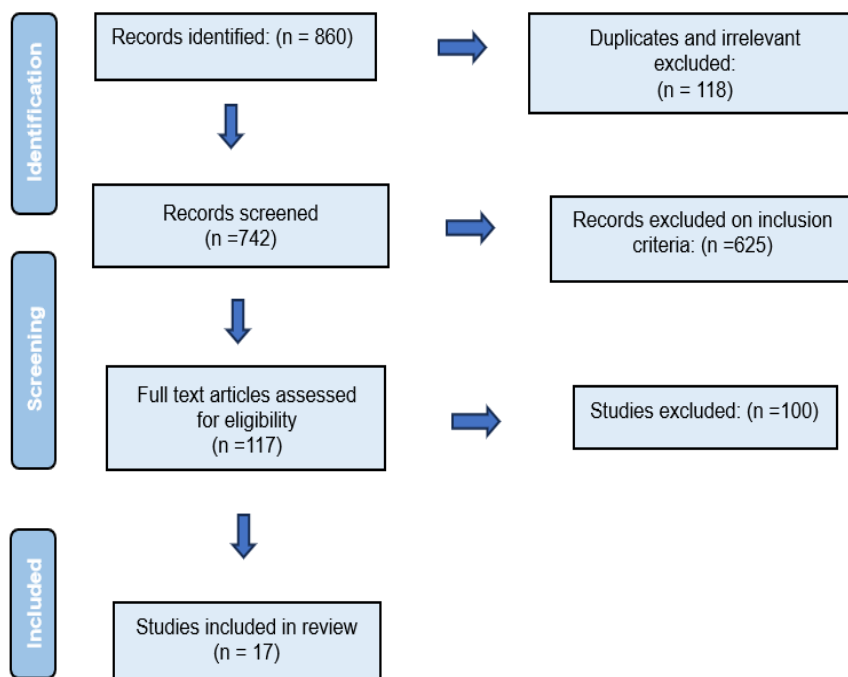 Identification
Records identified: (n = 860)
Duplicates and irrelevant
excluded:
(n = 118)
Records screened
(n =742)
Records excluded on inclusion
criteria: (n =625)
Screening
Full text articles assessed
for eligibility
(n =117)
Studies excluded: (n =100)
Included
Studies included in review
(n = 17)